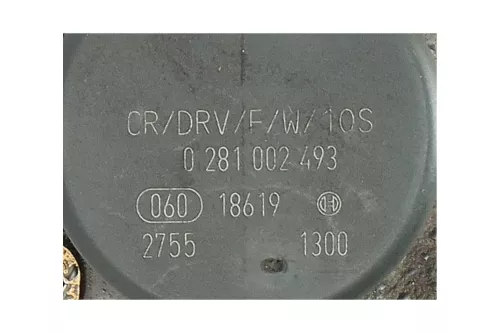 CR/DRV/F/W/10S
0 281 002 493
060 18619
2755 1300